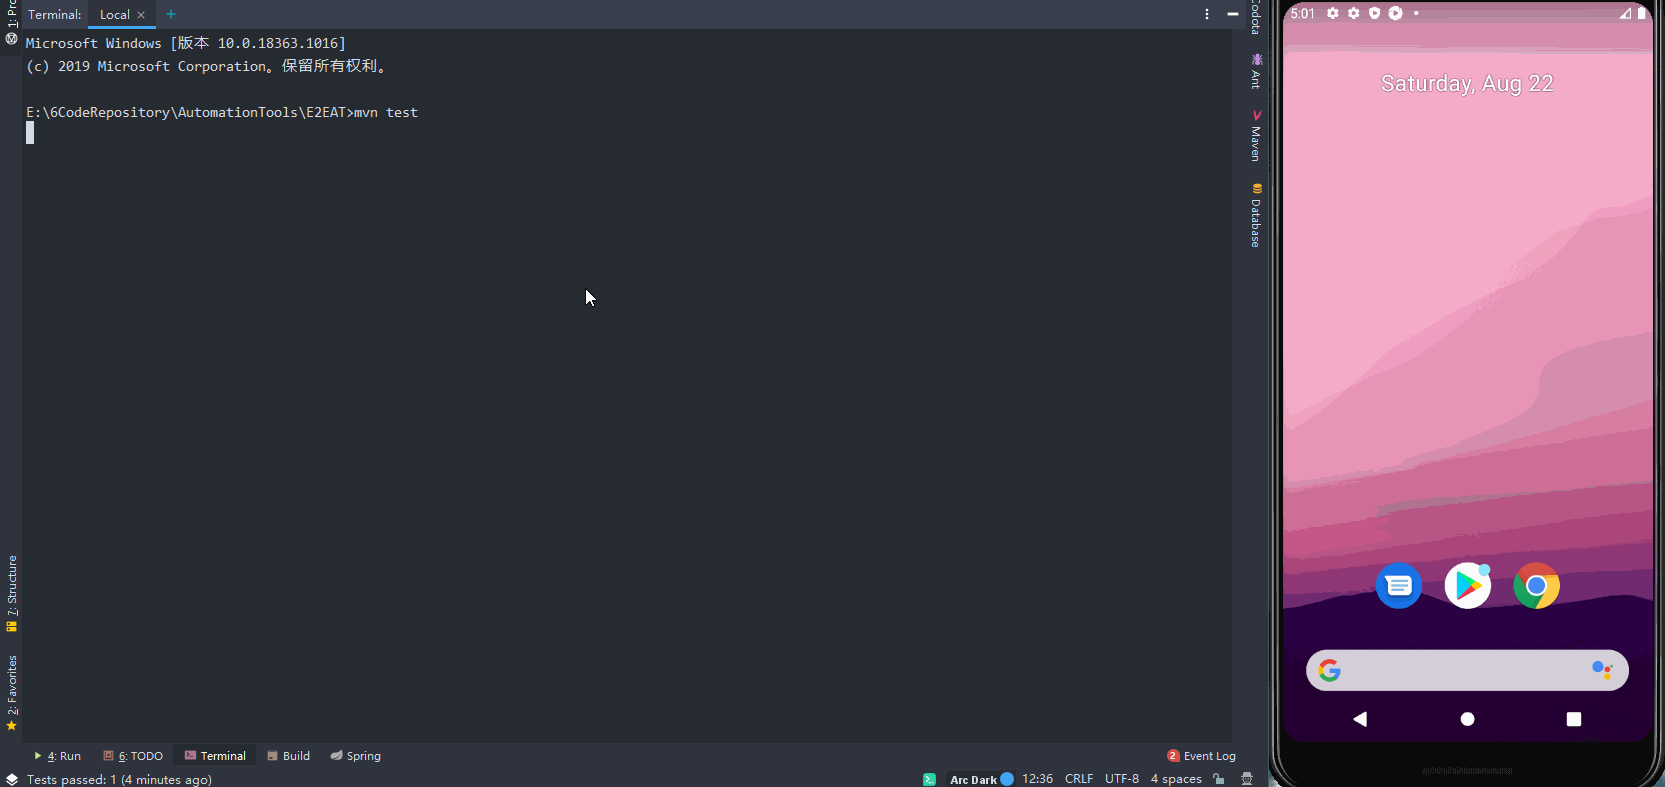 1: Pro
Terminal:
Local
Microsoft Windows [版本 10.0.18363.1016]
(c) 2019 Microsoft Corporation。保留所有权利。
E:\6CodeRepository\AutomationTools\E2EAT>mvn test
7: Structure
2: Favorites
Codota
Ant
Maven
Database
4: Run
6: TODO
Terminal
Build
Spring
2 Event Log
Tests passed: 1 (4 minutes ago)
Arc Dark
12:36
CRLF
UTF-8
4 spaces
5:01
Saturday, Aug 22